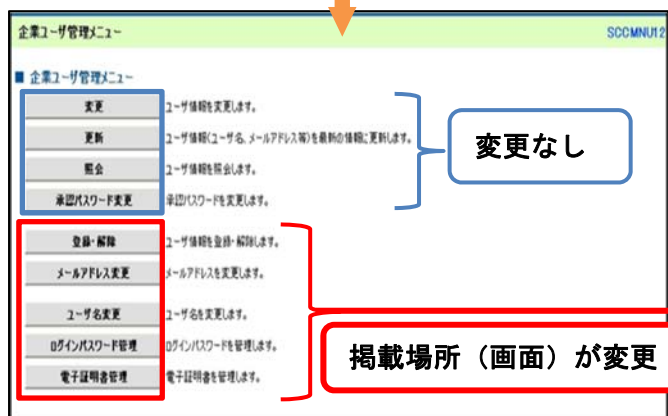 企業ユーザ管理メニュー SCCMNU12
■ 企業ユーザ管理メニュー
変更 ユーザ情報を変更します。
更新 ユーザ情報(ユーザ名、メールアドレス等)を最新の情報に更新します。
照会 ユーザ情報を照会します。
承認パスワード変更 承認パスワードを変更します。
変更なし
登録・解除 ユーザ情報を登録・解除します。
メールアドレス変更 メールアドレスを変更します。
ユーザ名変更 ユーザ名を変更します。
ログインパスワード管理 ログインパスワードを管理します。
電子証明書管理 電子証明書を管理します。
掲載場所（画面）が変更